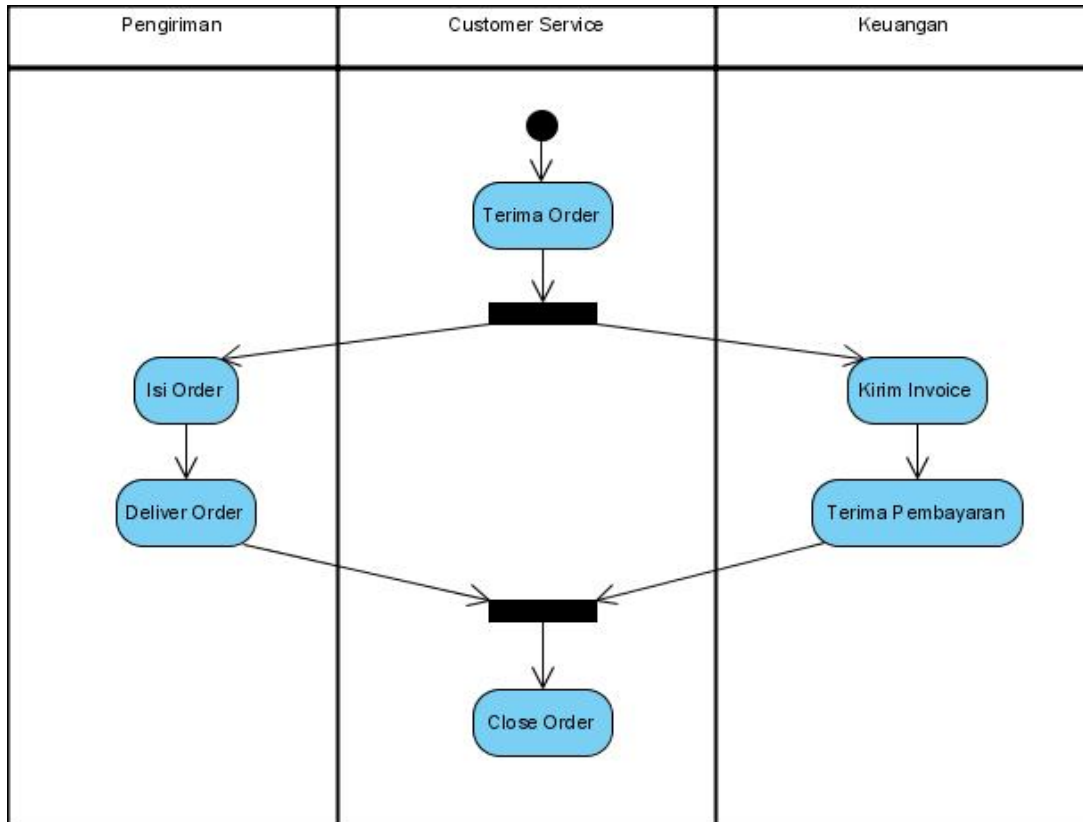 Pengiriman
Customer Service
Keuangan
Terima Order
Isi Order
Kirim Invoice
Deliver Order
Terima Pembayaran
Close Order